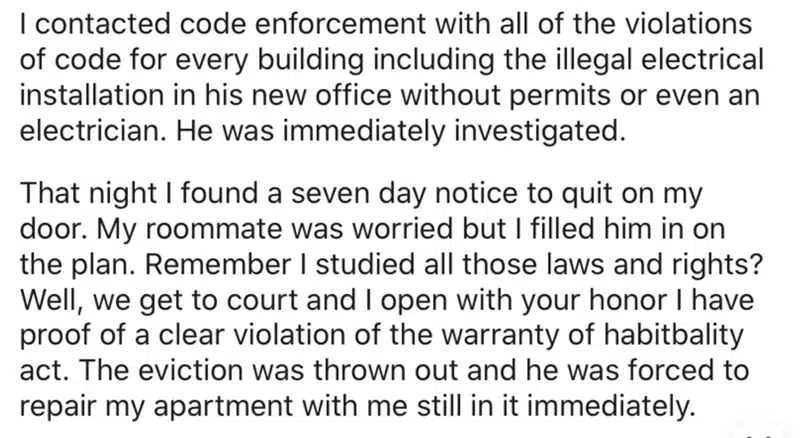 I contacted code enforcement with all of the violations
of code for every building including the illegal electrical
installation in his new office without permits or even an
electrician. He was immediately investigated.
That night I found a seven day notice to quit on my
door. My roommate was worried but I filled him in on
the plan. Remember I studied all those laws and rights?
Well, we get to court and I open with your honor I have
proof of a clear violation of the warranty of habitbality
act. The eviction was thrown out and he was forced to
repair my apartment with me still in it immediately.